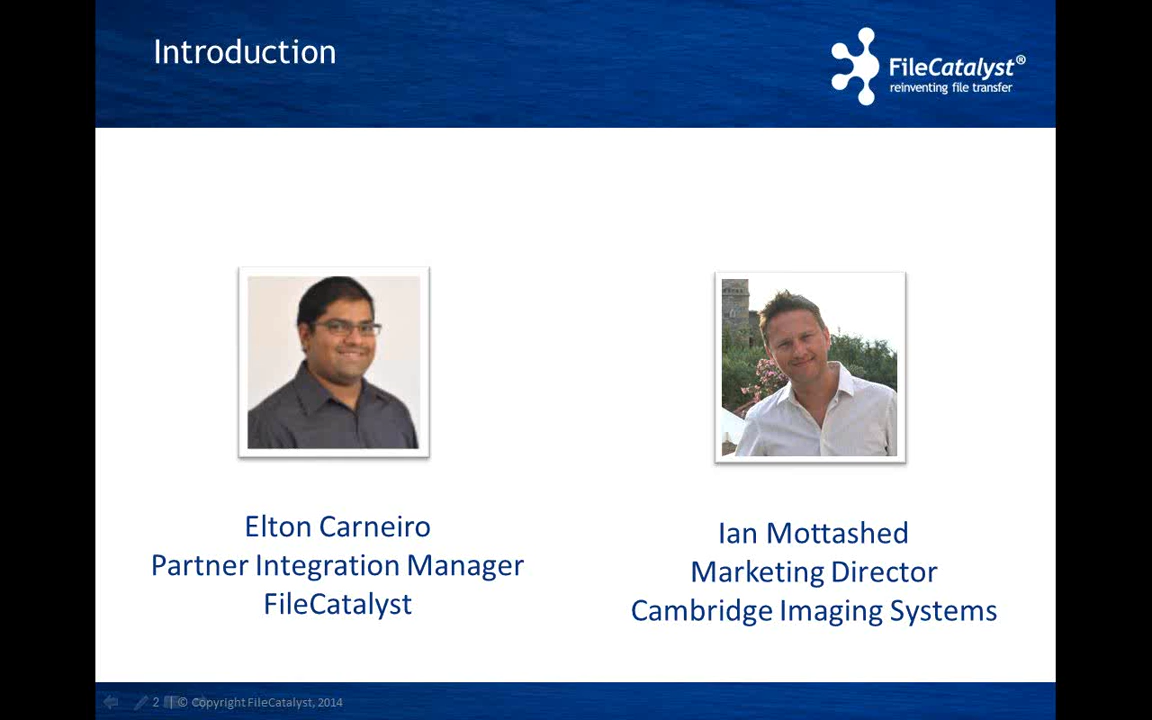 Introduction
FileCatalyst®
reinventing file transfer
Elton Carneiro
Partner Integration Manager
FileCatalyst
Ian Mottashed
Marketing Director
Cambridge Imaging Systems
2 | © Copyright FileCatalyst, 2014